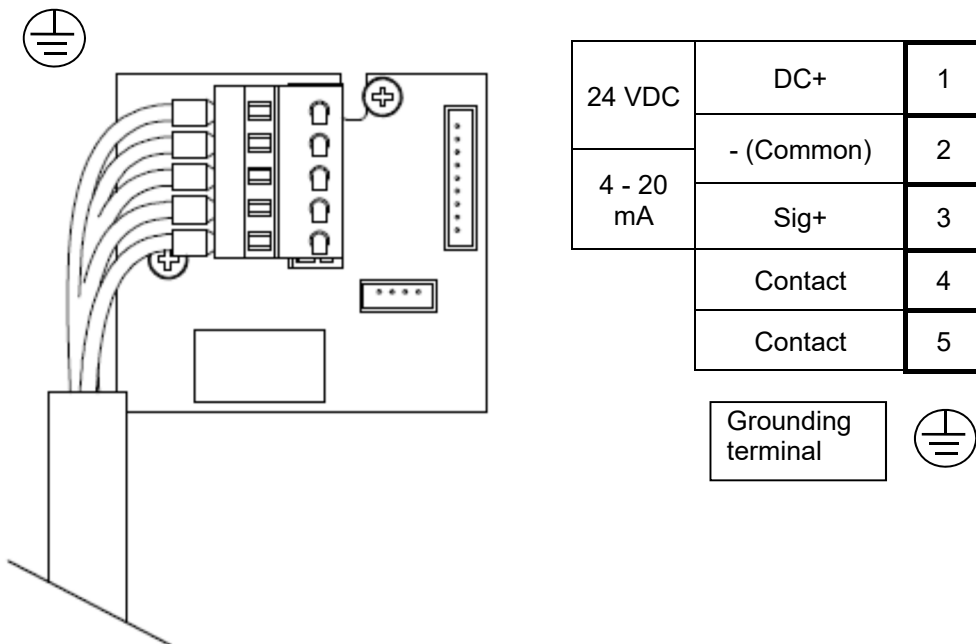 24 VDC
DC+
1
- (Common)
2
4 - 20
mA
Sig+
3
Contact
4
Contact
5
Grounding
terminal